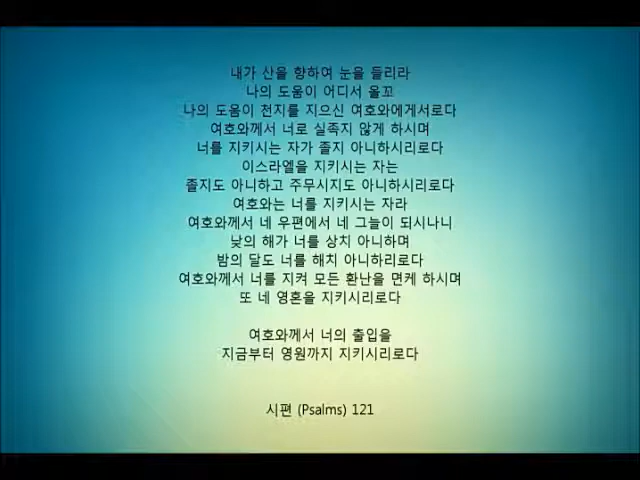 내가 산을 향하여 눈을 들리라
나의 도움이 어디서 올꼬
나의 도움이 천지를 지으신 여호와에게서로다
여호와께서 너로 실족지 않게 하시며
너를 지키시는 자가 졸지 아니하시리로다
이스라엘을 지키시는 자는
졸지도 아니하고 주무시지도 아니하시리로다
여호와는 너를 지키시는 자라
여호와께서 네 우편에서 네 그늘이 되시나니
낮의 해가 너를 상치 아니하며
밤의 달도 너를 해치 아니하리로다
여호와께서 너를 지켜 모든 환난을 면케 하시며
또 네 영혼을 지키시리로다
여호와께서 너의 출입을
지금부터 영원까지 지키시리로다
시편 (Psalms) 121